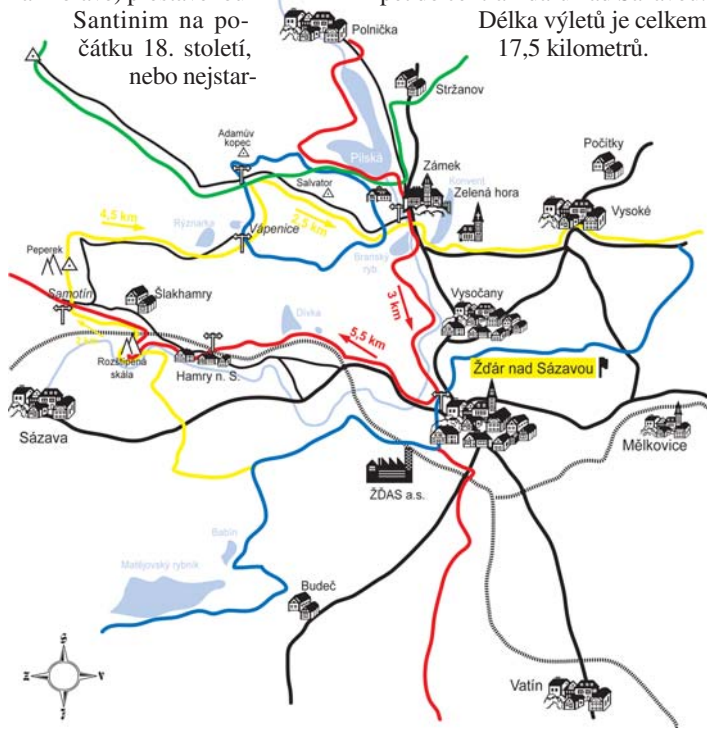 Santinim na po-
čátku 18. století,
nebo nejstar-
Délka výletů je celkem
17,5 kilometrů.
Polnička
Stržanov
Adamův
kopec
Pilská
Počítky
Salvator
Zámek
Konvent
Zelená hora
Vysoké
4,5 km
2,5 km
Rýznarka
Vápenice
Branský
ryb.
Peperek
Samotín
Šlakhamry
3 km
Vysočany
Dívka
5,5 km
2 km
Rozštípená
skála
Hamry n. S.
Žďár nad Sázavou
Sázava
Mělkovice
ŽĎAS a.s.
Babín
Matějovský rybník
Budeč
Vatín
S
Z
V
J